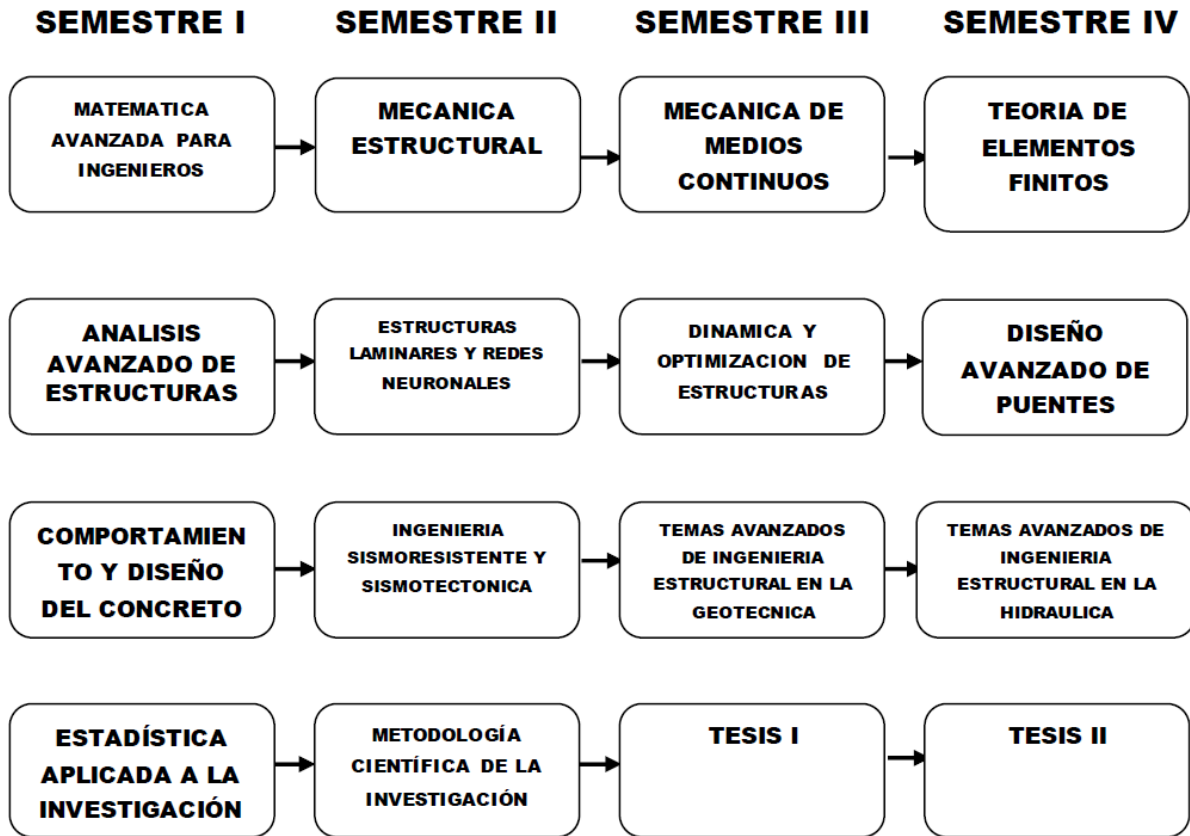 SEMESTRE I
SEMESTRE II
SEMESTRE III
SEMESTRE IV
MATEMATICA
AVANZADA PARA
INGENIEROS
MECANICA
ESTRUCTURAL
MECANICA DE
MEDIOS
CONTINUOS
TEORIA DE
ELEMENTOS
FINITOS
ANALISIS
AVANZADO DE
ESTRUCTURAS
ESTRUCTURAS
LAMINARES Y REDES
NEURONALES
DINAMICA Y
OPTIMIZACION DE
ESTRUCTURAS
DISEÑO
AVANZADO DE
PUENTES
COMPORTAMIEN
TO Y DISEÑO
DEL CONCRETO
INGENIERIA
SISMORESISTENTE Y
SISMOTECTONICA
TEMAS AVANZADOS
DE INGENIERIA
ESTRUCTURAL EN LA
GEOTECNICA
TEMAS AVANZADOS DE
INGENIERIA
ESTRUCTURAL EN LA
HIDRAULICA
ESTADÍSTICA
APLICADA A LA
INVESTIGACIÓN
METODOLOGÍA
CIENTÍFICA DE LA
INVESTIGACIÓN
TESIS I
TESIS II